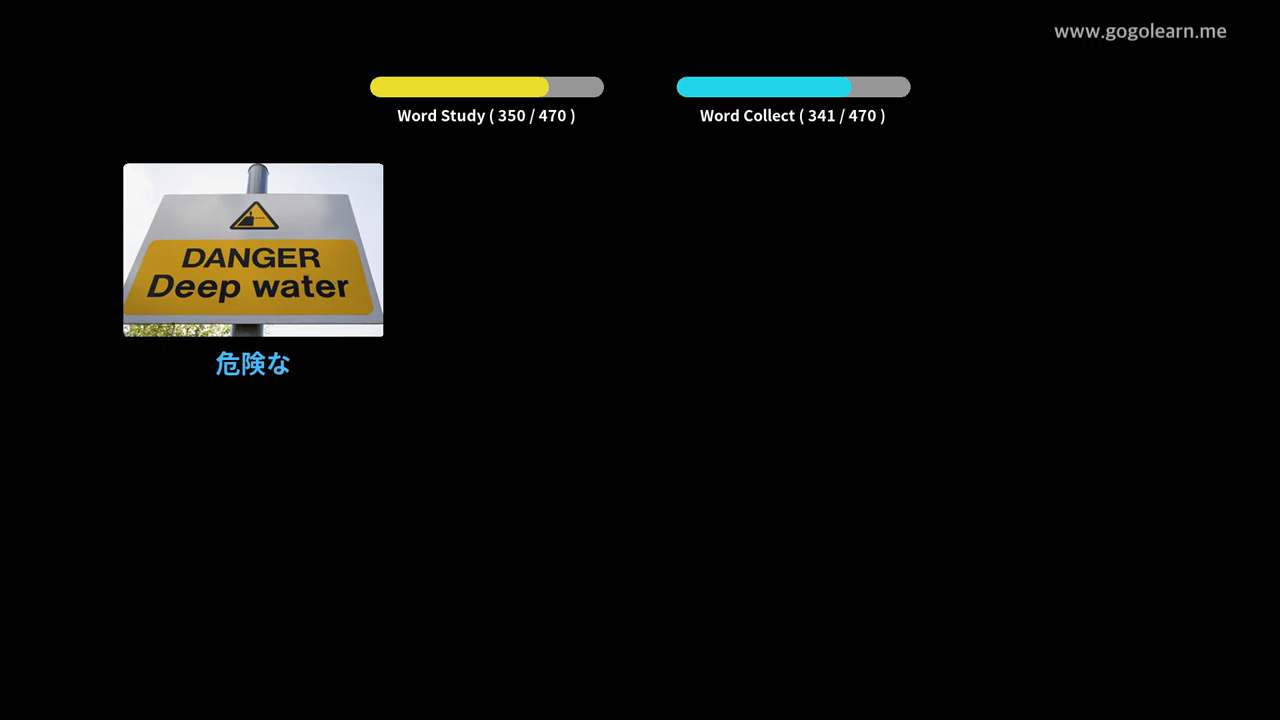 www.gogolearn.me
Word Study ( 350 / 470 )
Word Collect ( 341 / 470 )
DANGER
Deep water
危険な